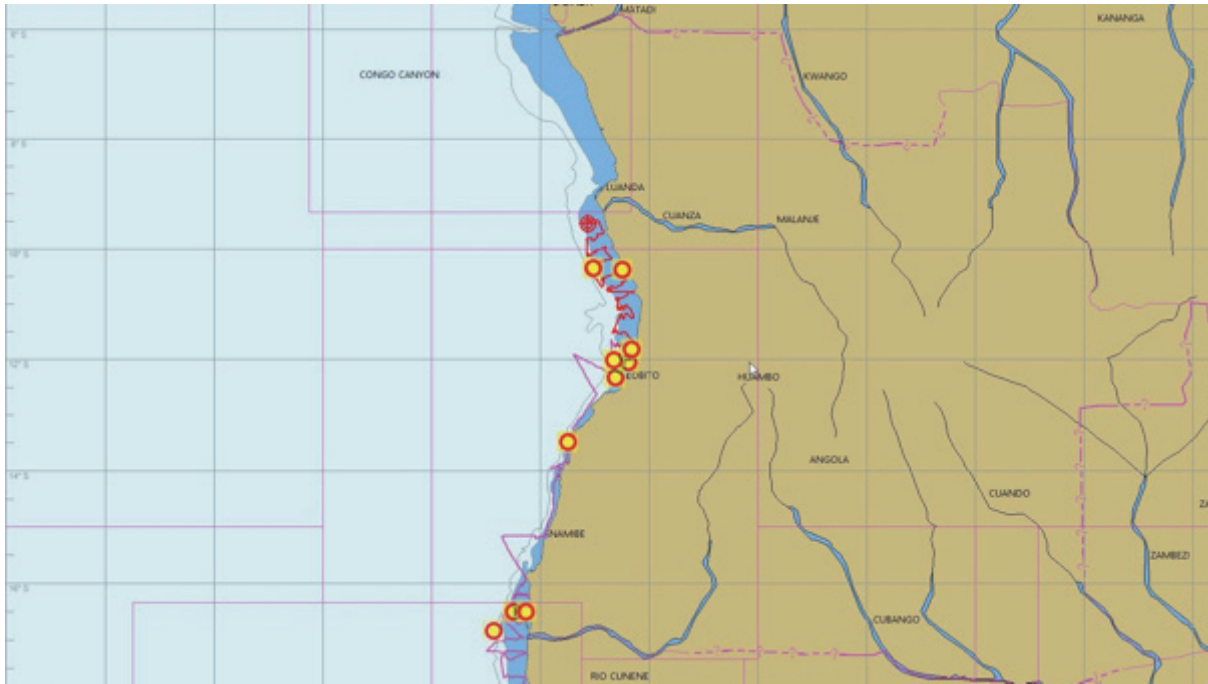 MATADI
6° S
KANANGA
CONGO CANYON
KWANGO
8° S
LUANDA
CUANZA
MALANJE
10° S
12° S
LOBITO
HUAMBO
ANGOLA
14° S
CUANDO
NAMIBE
ZAMBEZI
16° S
CUBANGO
RIO CUNENE